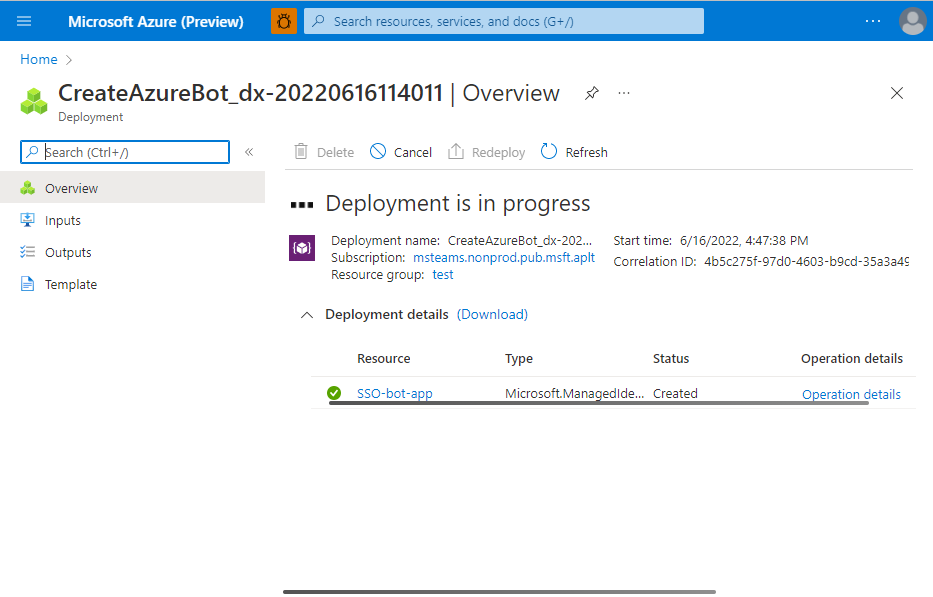 Microsoft Azure (Preview)
Search resources, services, and docs (G+/)
Home
CreateAzureBot_dx-20220616114011 | Overview
Deployment
Search (Ctrl+/)
Delete
Cancel
Redeploy
Refresh
Overview
Inputs
Outputs
Template
Deployment is in progress
Deployment name: CreateAzureBot_dx-202...
Subscription: msteams.nonprod.pub.msft.aplt
Resource group: test
Start time: 6/16/2022, 4:47:38 PM
Correlation ID: 4b5c275f-97d0-4603-b9cd-35a3a49
Deployment details (Download)
Resource Type Status Operation details
SSO-bot-app Microsoft.ManagedIde... Created Operation details